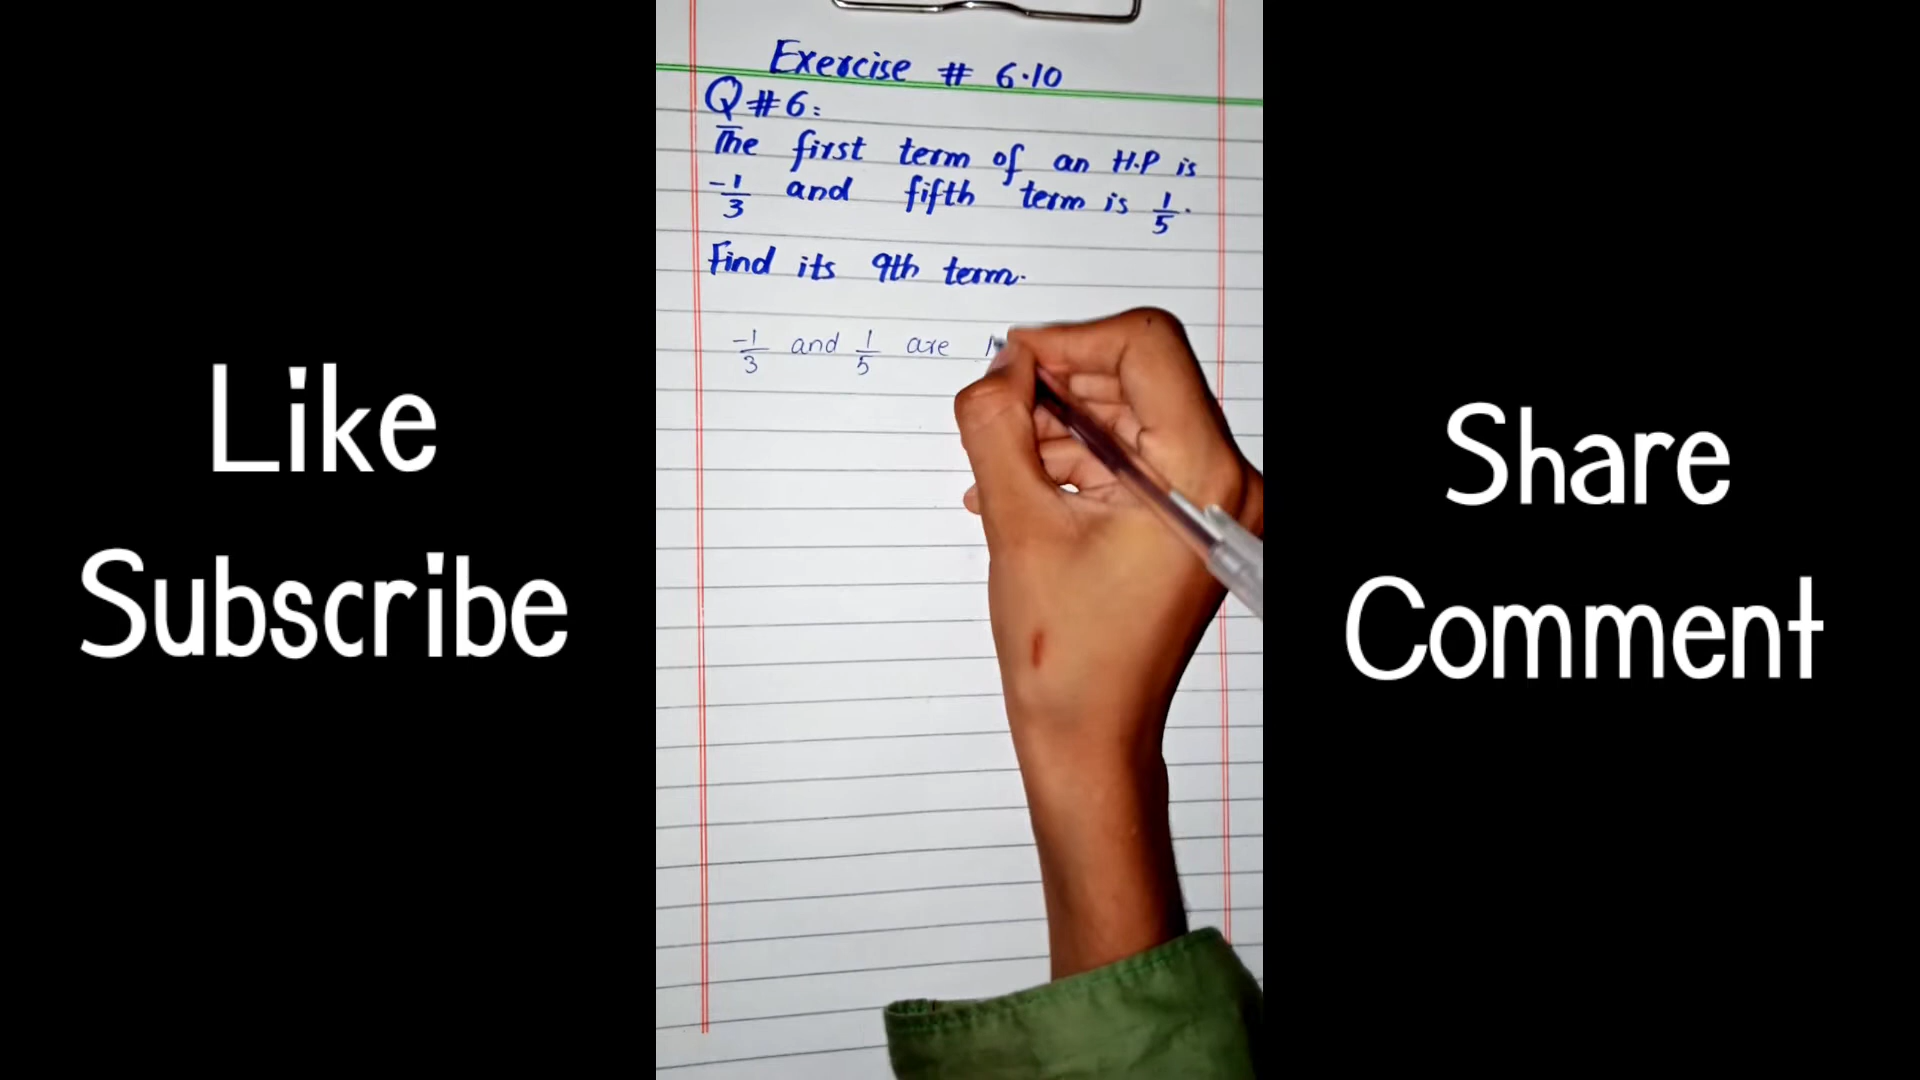 Like
Subscribe
Exercise # 6.10
Q#6:
The first term of an H.P is
-1/3 and fifth term is 1/5.
Find its 9th term.
-1/3 and 1/5 are
Share
Comment